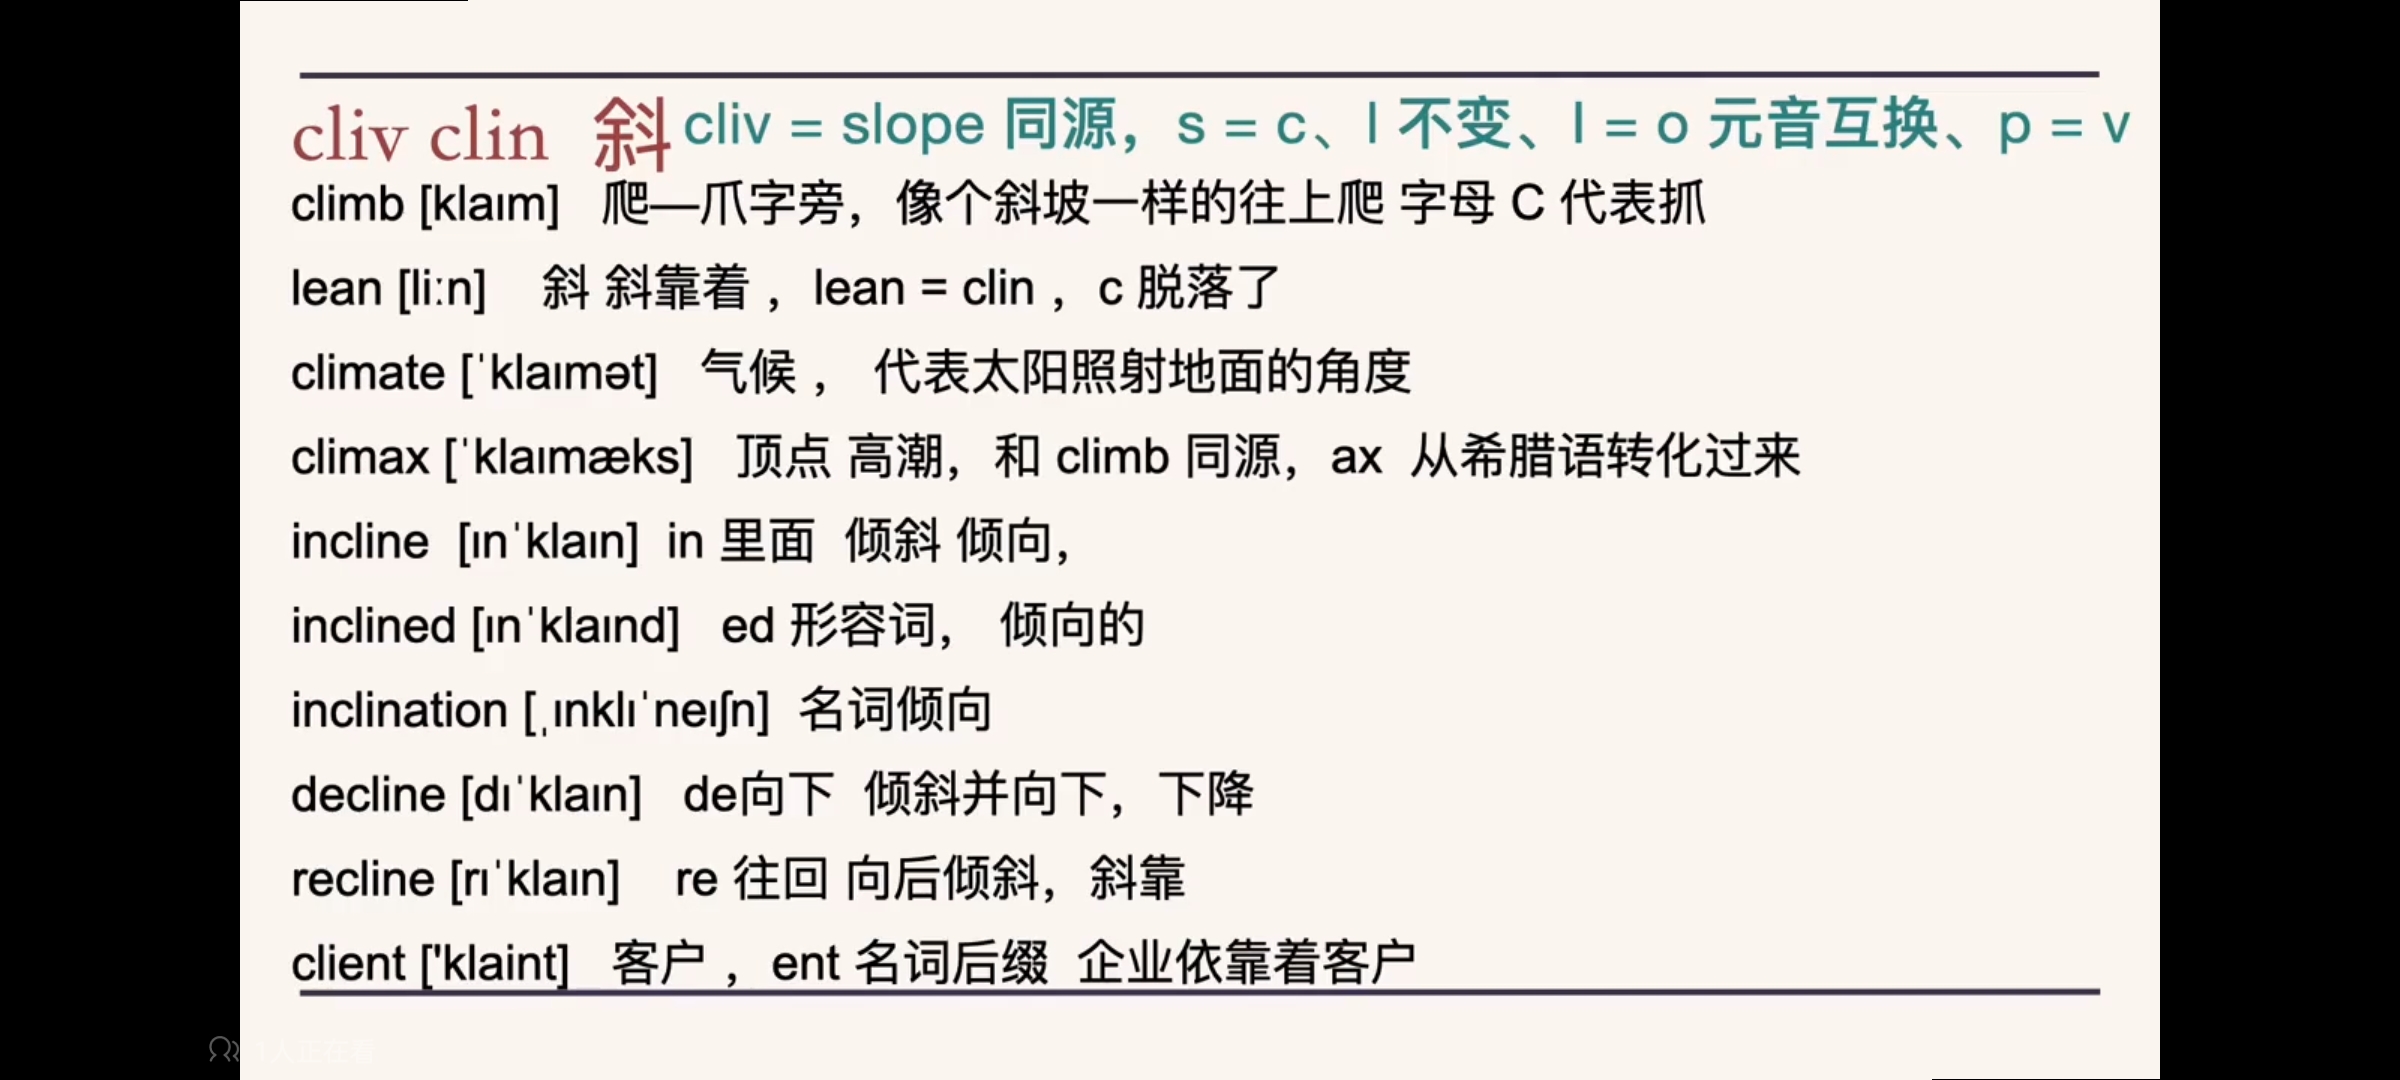 cliv clin 斜 cliv = slope 同源，s = c、l 不变、l = o 元音互换、p = v
climb [klaɪm] 爬—爪字旁，像个斜坡一样的往上爬 字母 C 代表抓
lean [liːn] 斜 斜靠着 ，lean = clin ，c 脱落了
climate [ˈklaɪmət] 气候 ， 代表太阳照射地面的角度
climax [ˈklaɪmæks] 顶点 高潮，和 climb 同源，ax 从希腊语转化过来
incline [ɪnˈklaɪn] in 里面 倾斜 倾向，
inclined [ɪnˈklaɪnd] ed 形容词， 倾向的
inclination [ˌɪnklɪˈneɪʃn] 名词倾向
decline [dɪˈklaɪn] de向下 倾斜并向下，下降
recline [rɪˈklaɪn] re 往回 向后倾斜，斜靠
client ['klaint] 客户 ，ent 名词后缀 企业依靠着客户
1人正在看